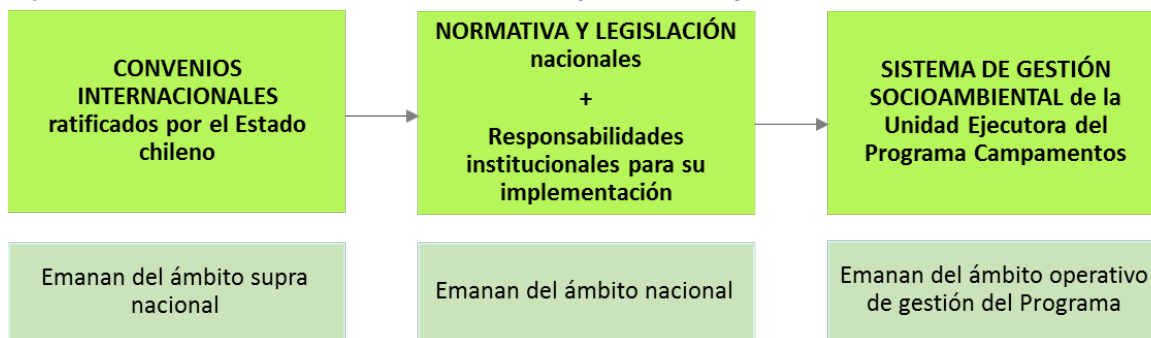 CONVENIOS
INTERNACIONALES
ratificados por el Estado
chileno
NORMATIVA Y LEGISLACIÓN
nacionales
+
Responsabilidades
institucionales para su
implementación
SISTEMA DE GESTIÓN
SOCIOAMBIENTAL de la
Unidad Ejecutora del
Programa Campamentos
Emanan del ámbito supra
nacional
Emanan del ámbito nacional
Emanan del ámbito operativo
de gestión del Programa